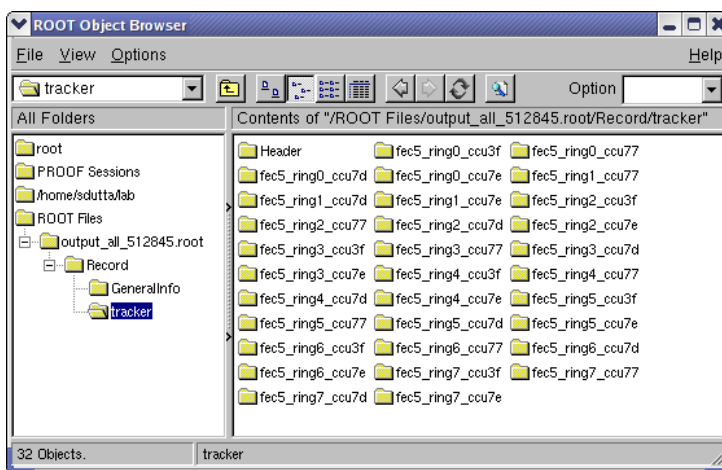 ROOT Object Browser
File View Options Help
tracker Option
All Folders Contents of "/ROOT Files/output_all_512845.root/Record/tracker"
root
PROOF Sessions
/home/sdutta/lab
ROOT Files
output_all_512845.root
Record
GeneralInfo
tracker
Header fec5_ring0_ccu3f fec5_ring0_ccu77
fec5_ring0_ccu7d fec5_ring0_ccu7e fec5_ring1_ccu77
fec5_ring1_ccu7d fec5_ring1_ccu7e fec5_ring2_ccu3f
fec5_ring2_ccu77 fec5_ring2_ccu7d fec5_ring2_ccu7e
fec5_ring3_ccu3f fec5_ring3_ccu77 fec5_ring3_ccu7d
fec5_ring3_ccu7e fec5_ring4_ccu3f fec5_ring4_ccu77
fec5_ring4_ccu7d fec5_ring4_ccu7e fec5_ring5_ccu3f
fec5_ring5_ccu77 fec5_ring5_ccu7d fec5_ring5_ccu7e
fec5_ring6_ccu3f fec5_ring6_ccu77 fec5_ring6_ccu7d
fec5_ring6_ccu7e fec5_ring7_ccu3f fec5_ring7_ccu77
fec5_ring7_ccu7d fec5_ring7_ccu7e
32 Objects. tracker